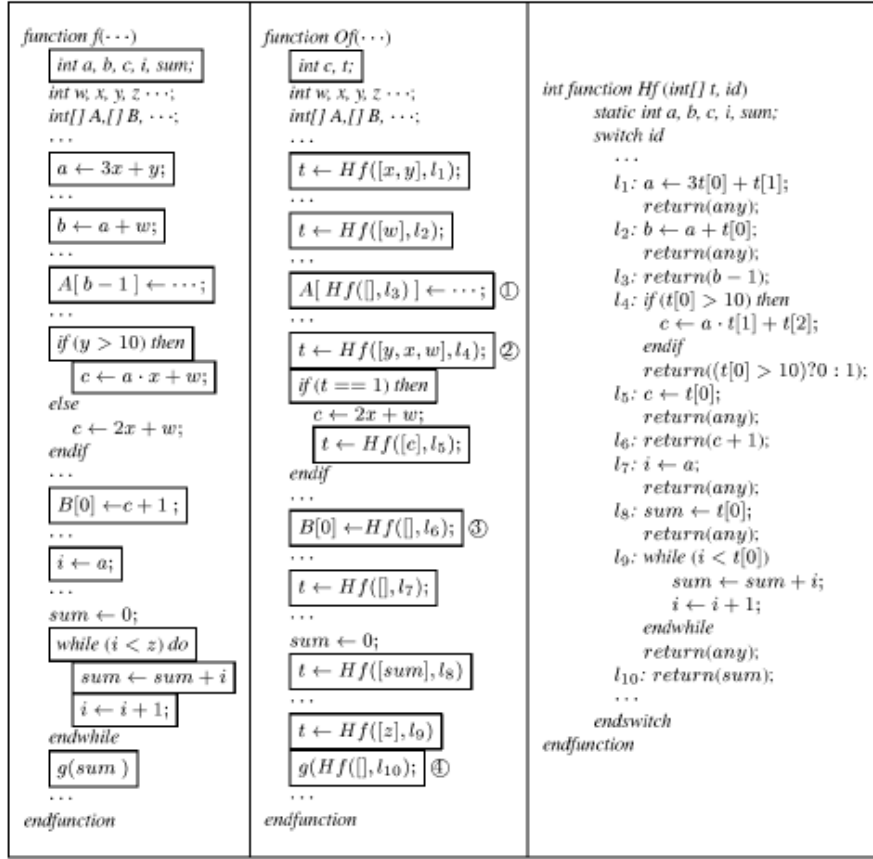 function f(· · ·)
int a, b, c, i, sum;
int w, x, y, z · · ·;
int[] A,[] B, · · ·;
· · ·
a ← 3x + y;
· · ·
b ← a + w;
· · ·
A[ b − 1 ] ← · · ·;
· · ·
if (y > 10) then
c ← a · x + w;
else
c ← 2x + w;
endif
· · ·
B[0] ←c + 1 ;
· · ·
i ← a;
· · ·
sum ← 0;
while (i < z) do
sum ← sum + i
i ← i + 1;
endwhile
g(sum )
· · ·
endfunction
function Of(· · ·)
int c, t;
int w, x, y, z · · ·;
int[] A,[] B, · · ·;
· · ·
t ← Hf([x, y], l₁);
· · ·
t ← Hf([w], l₂);
· · ·
A[ Hf([], l₃) ] ← · · ·; ①
· · ·
t ← Hf([y, x, w], l₄); ②
if (t == 1) then
c ← 2x + w;
t ← Hf([c], l₅);
endif
· · ·
B[0] ←Hf([], l₆); ③
· · ·
t ← Hf([], l₇);
· · ·
sum ← 0;
t ← Hf([sum], l₈)
· · ·
t ← Hf([z], l₉)
g(Hf([], l₁₀); ④
· · ·
endfunction
int function Hf (int[] t, id)
static int a, b, c, i, sum;
switch id
· · ·
l₁: a ← 3t[0] + t[1];
return(any);
l₂: b ← a + t[0];
return(any);
l₃: return(b − 1);
l₄: if (t[0] > 10) then
c ← a · t[1] + t[2];
endif
return((t[0] > 10)?0 : 1);
l₅: c ← t[0];
return(any);
l₆: return(c + 1);
l₇: i ← a;
return(any);
l₈: sum ← t[0];
return(any);
l₉: while (i < t[0])
sum ← sum + i;
i ← i + 1;
endwhile
return(any);
l₁₀: return(sum);
· · ·
endswitch
endfunction